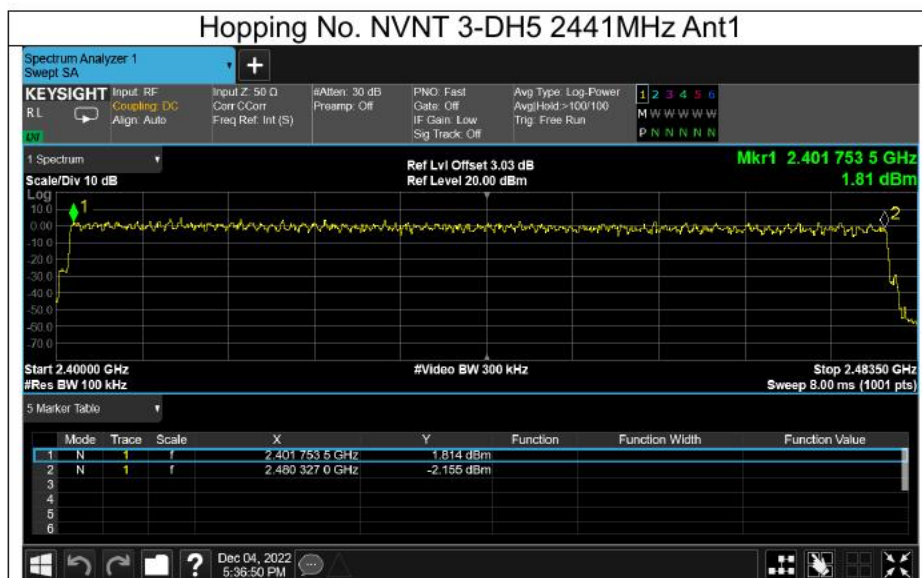 Hopping No. NVNT 3-DH5 2441MHz Ant1
Spectrum Analyzer 1
Swept SA
+
KEYSIGHT
R L
LXI
Input: RF
Coupling: DC
Align: Auto
Input Z: 50 Ω
Corr CCorr
Freq Ref: Int (S)
#Atten: 30 dB
Preamp: Off
PNO: Fast
Gate: Off
IF Gain: Low
Sig Track: Off
Avg Type: Log-Power
Avg|Hold:>100/100
Trig: Free Run
1 2 3 4 5 6
M W W W W W
P N N N N N
1 Spectrum
Scale/Div 10 dB
Ref Lvl Offset 3.03 dB
Ref Level 20.00 dBm
Mkr1 2.401 753 5 GHz
1.81 dBm
Log
10.0
0.00
-10.0
-20.0
-30.0
-40.0
-50.0
-60.0
-70.0
1
2
Start 2.40000 GHz
#Res BW 100 kHz
#Video BW 300 kHz
Stop 2.48350 GHz
Sweep 8.00 ms (1001 pts)
5 Marker Table
Mode Trace Scale X Y Function Function Width Function Value
1 N 1 f 2.401 753 5 GHz 1.814 dBm
2 N 1 f 2.480 327 0 GHz -2.155 dBm
3
4
5
6
?
Dec 04, 2022
5:36:50 PM